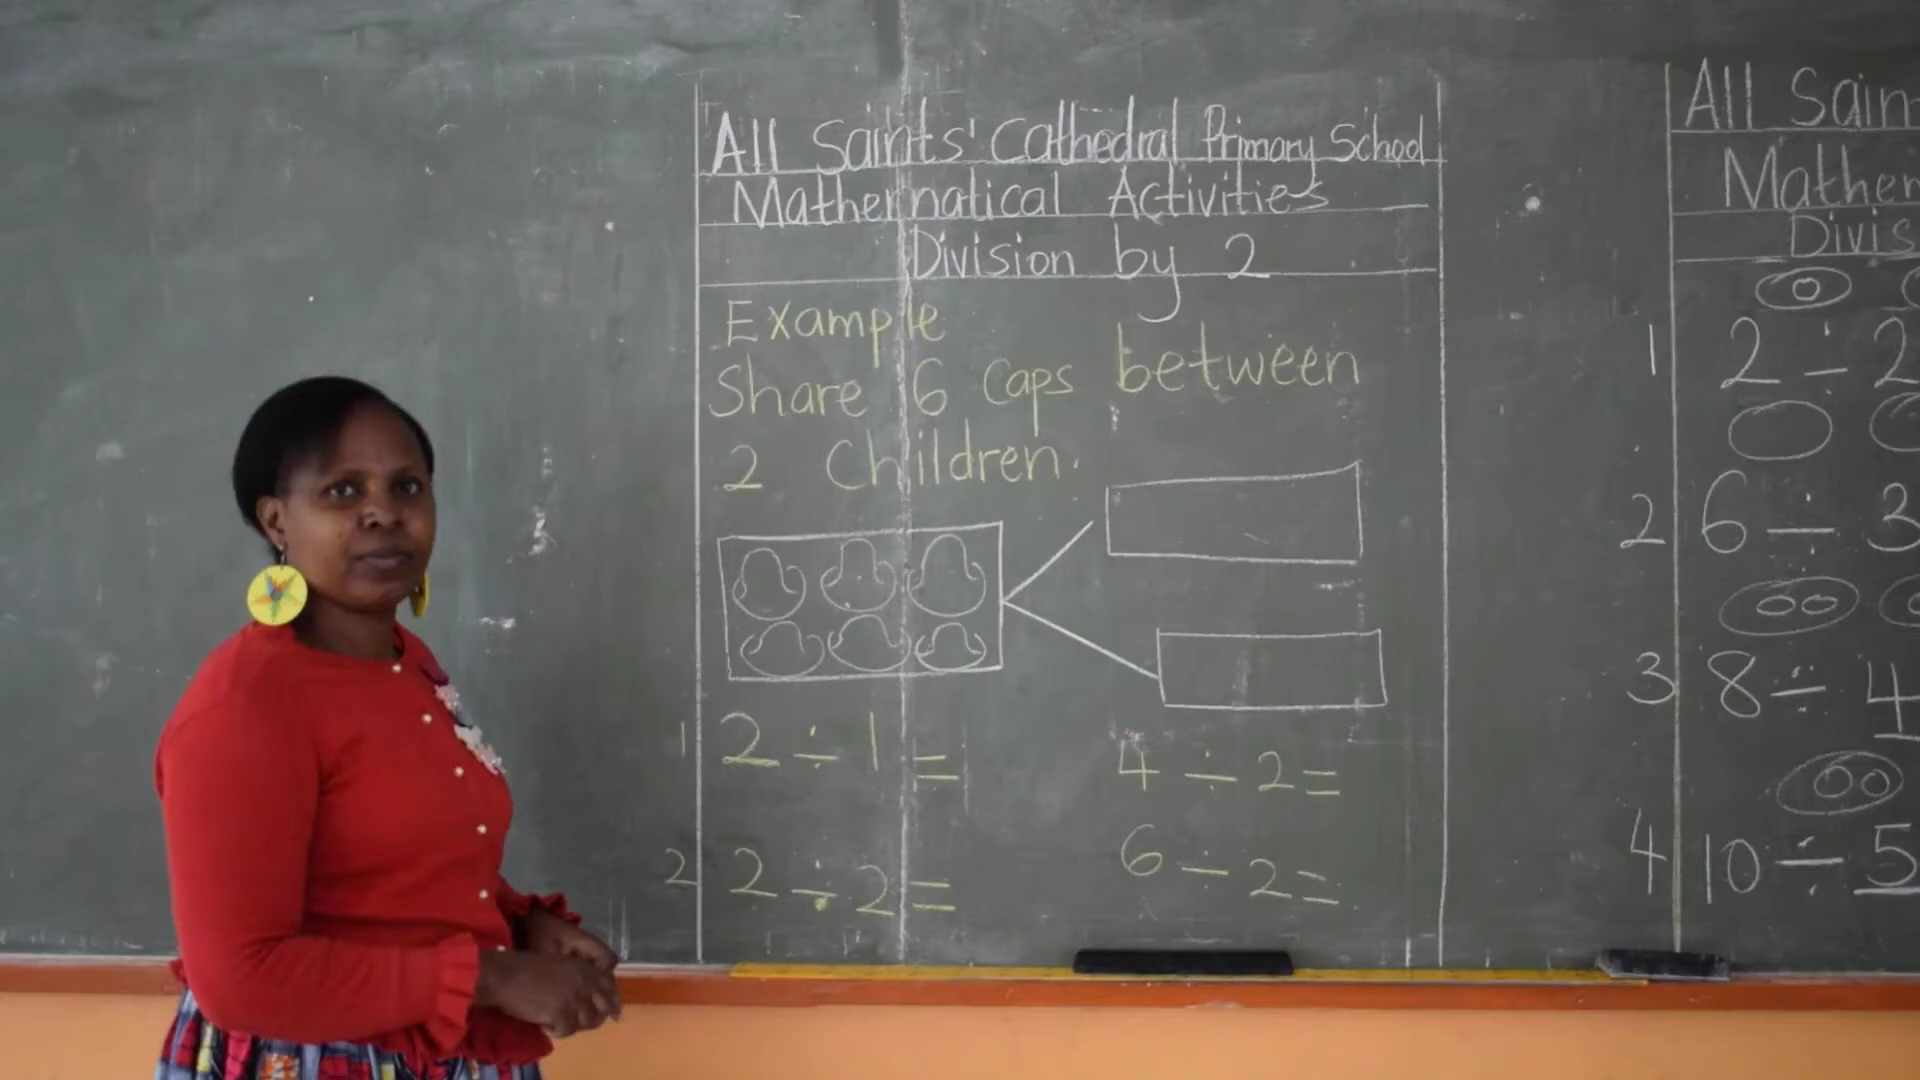 All Saints' Cathedral Primary School
Mathematical Activities
Division by 2
Example
Share 6 caps between
2 Children.
1 2 ÷ 1 =
4 ÷ 2 =
2 2 ÷ 2 =
6 ÷ 2 =
All Sain
Mathem
Divis
1 2 ÷ 2
2 6 ÷ 3
3 8 ÷ 4
4 10 ÷ 5